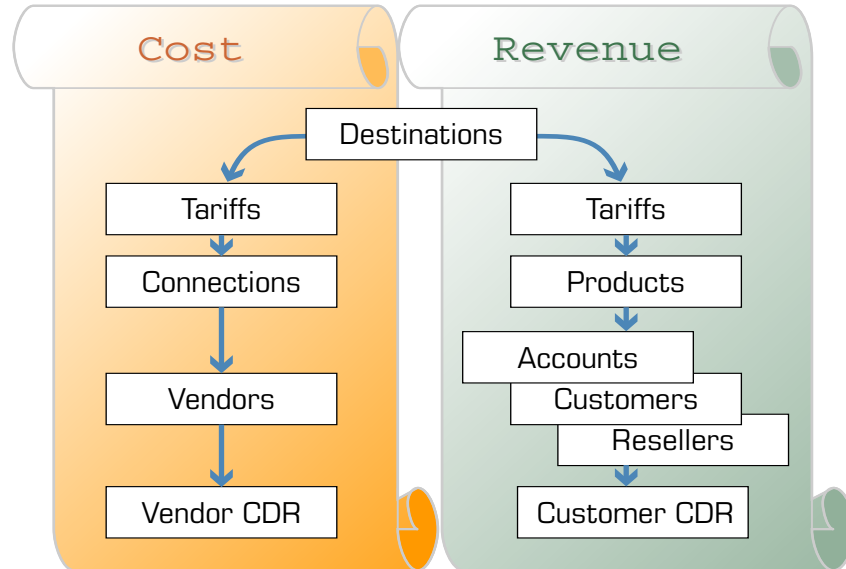 Cost
Revenue
Destinations
Tariffs
Tariffs
Connections
Products
Accounts
Vendors
Customers
Resellers
Vendor CDR
Customer CDR